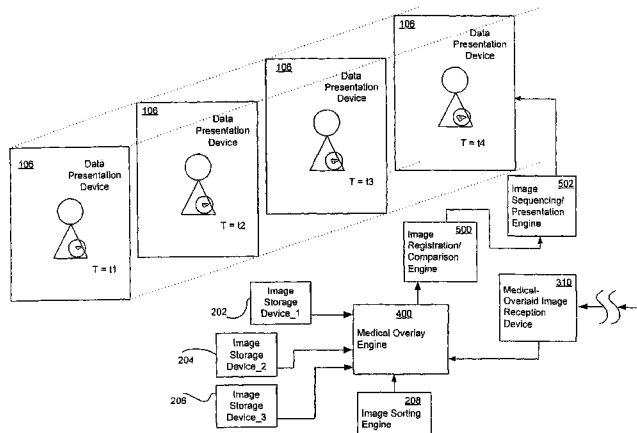 106
Data
Presentation
Device
T = t4
106
Data
Presentation
Device
T = t3
106
Data
Presentation
Device
T = t2
106
Data
Presentation
Device
T = t1
502
Image
Sequencing/
Presentation
Engine
500
Image
Registration/
Comparison
Engine
310
Medical-
Overlaid Image
Reception
Device
202
Image
Storage
Device_1
400
Medical Overlay
Engine
204
Image
Storage
Device_2
206
Image
Storage
Device_3
208
Image Sorting
Engine